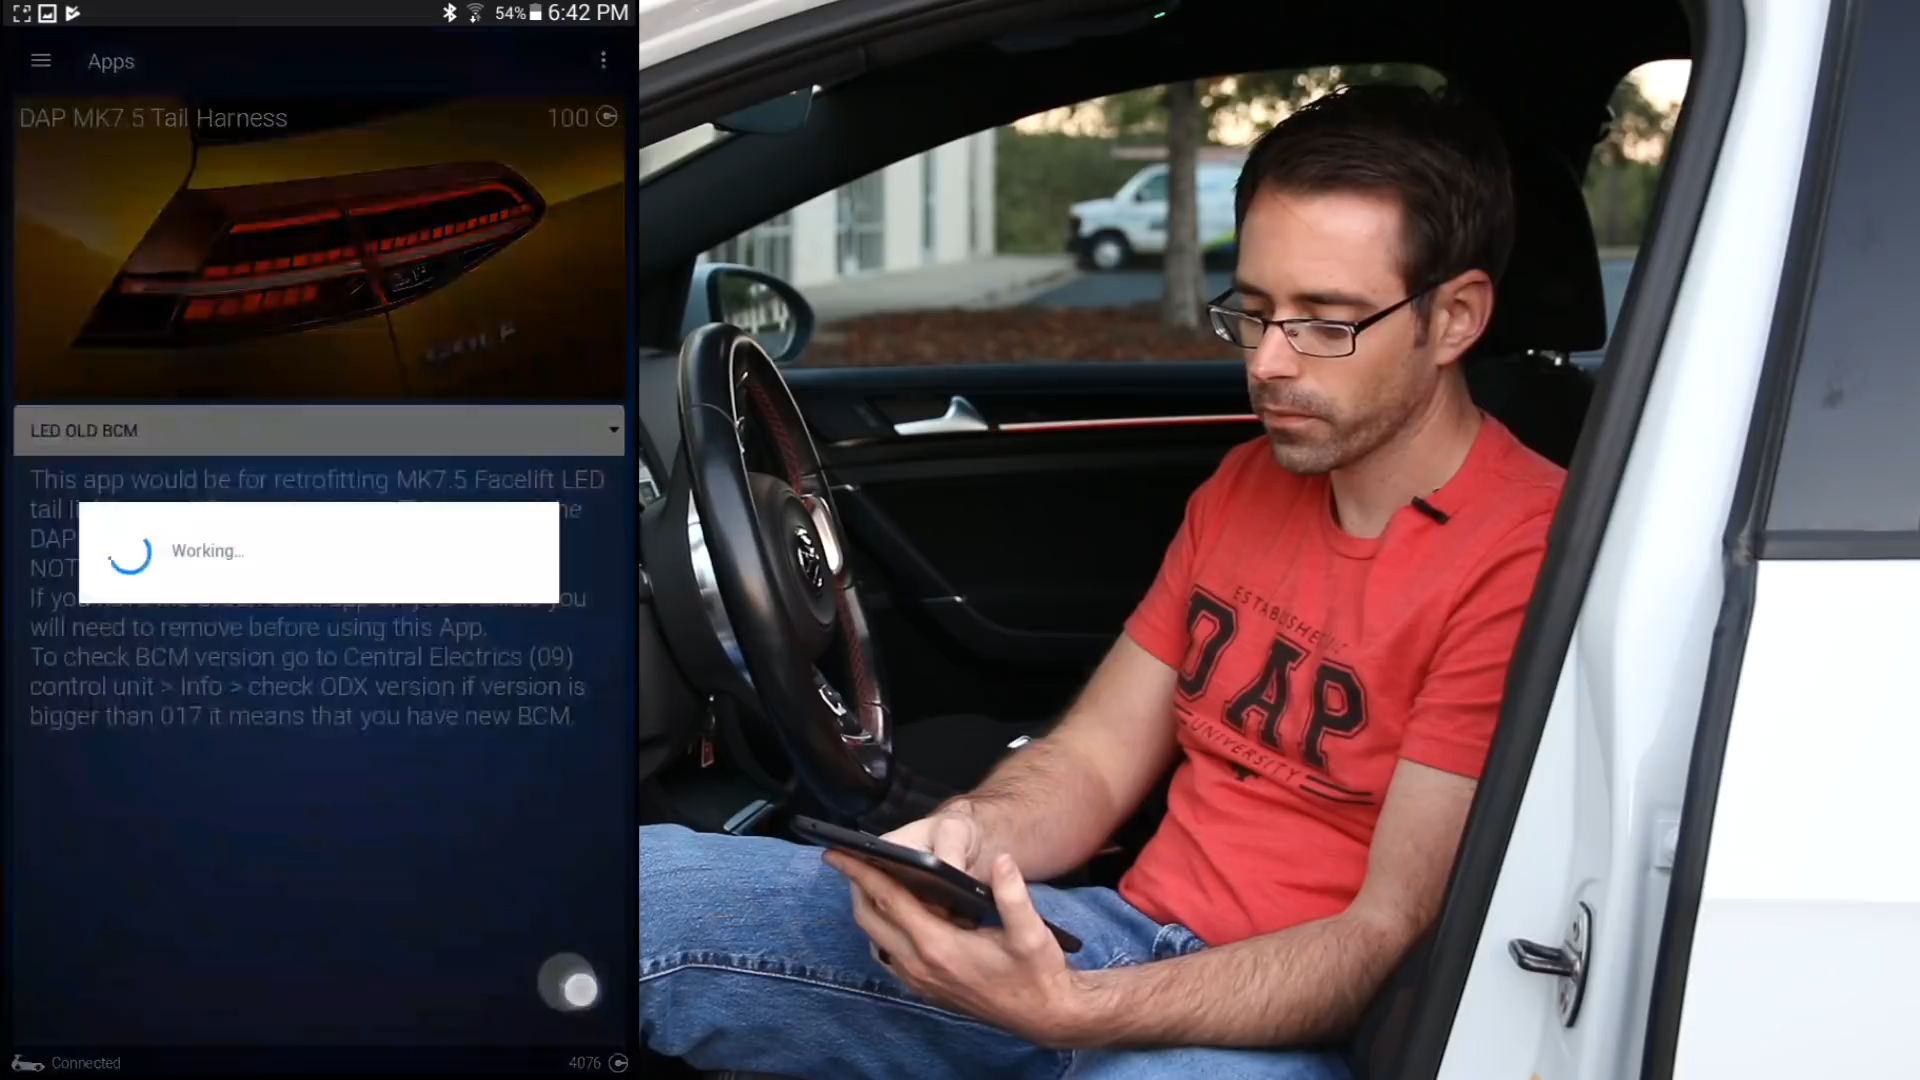 54% 6:42 PM
Apps
DAP MK7.5 Tail Harness 100
GOLF
LED OLD BCM
This app would be for retrofitting MK7.5 Facelift LED
tail
DAP
Working...
NOT
If you you
will need to remove before using this App.
To check BCM version go to Central Electrics (09)
control unit > Info > check ODX version if version is
bigger than 017 it means that you have new BCM.
Connected 4076
ESTABLISHED
DAP
UNIVERSITY